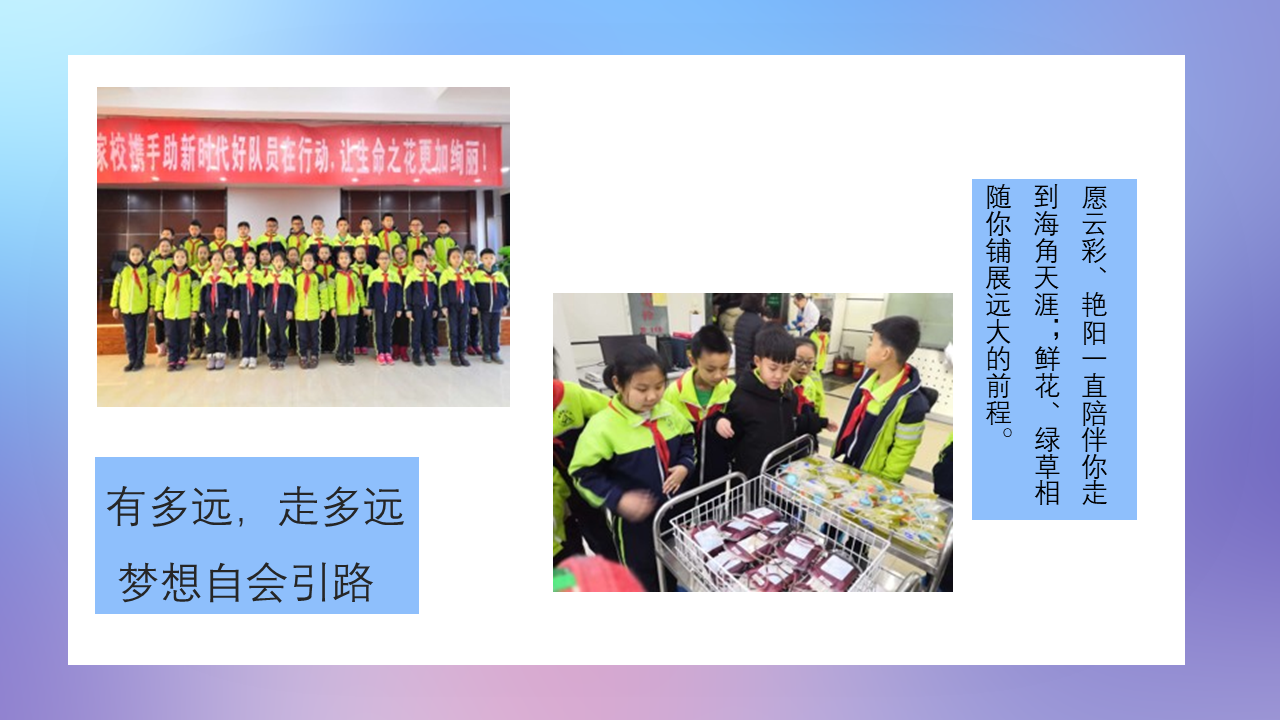 家校携手助新时代好队员在行动,让生命之花更加绚丽!
有多远，走多远
梦想自会引路
愿云彩、艳阳一直陪伴你走
到海角天涯；鲜花、绿草相
随你铺展远大的前程。